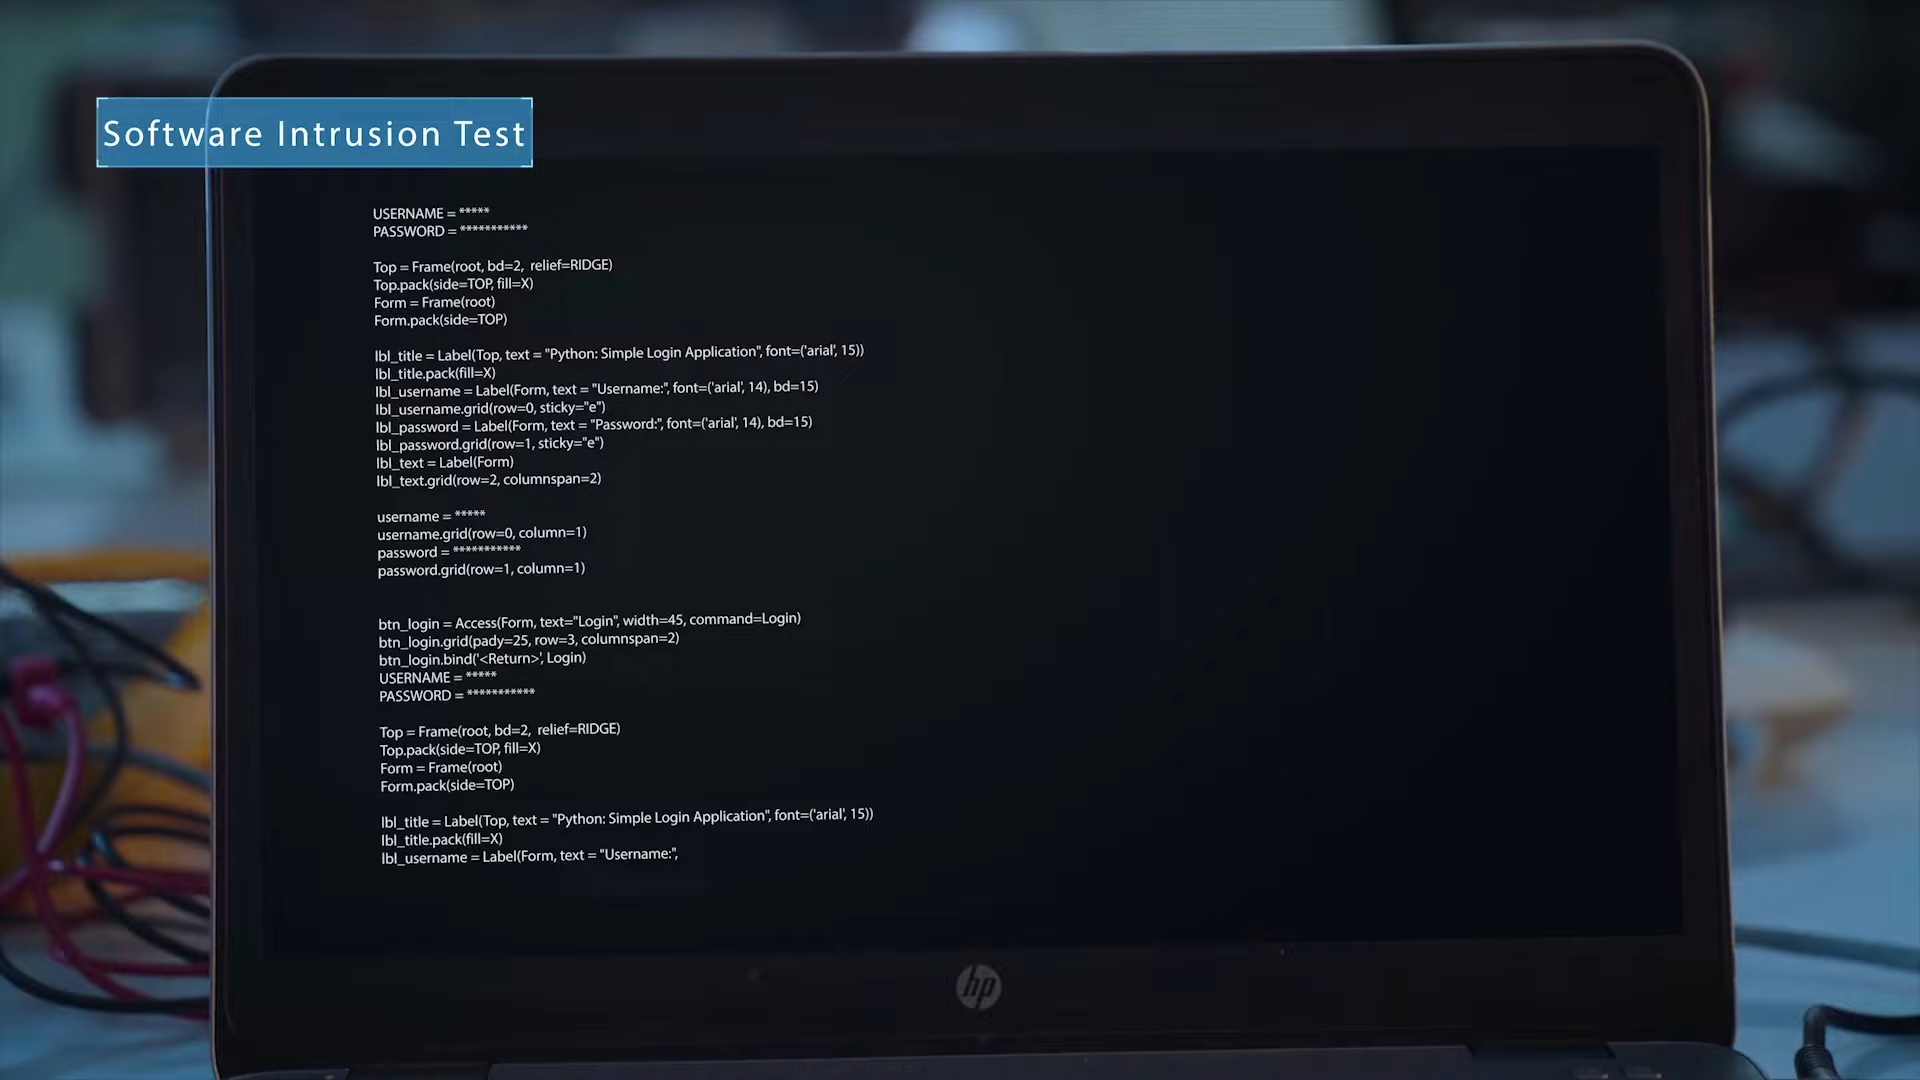 Software Intrusion Test
USERNAME = *****
PASSWORD = ***********
Top = Frame(root, bd=2,  relief=RIDGE)
Top.pack(side=TOP, fill=X)
Form = Frame(root)
Form.pack(side=TOP)
lbl_title = Label(Top, text = "Python: Simple Login Application", font=('arial', 15))
lbl_title.pack(fill=X)
lbl_username = Label(Form, text = "Username:", font=('arial', 14), bd=15)
lbl_username.grid(row=0, sticky="e")
lbl_password = Label(Form, text = "Password:", font=('arial', 14), bd=15)
lbl_password.grid(row=1, sticky="e")
lbl_text = Label(Form)
lbl_text.grid(row=2, columnspan=2)
username = *****
username.grid(row=0, column=1)
password = ***********
password.grid(row=1, column=1)
btn_login = Access(Form, text="Login", width=45, command=Login)
btn_login.grid(pady=25, row=3, columnspan=2)
btn_login.bind('<Return>', Login)
USERNAME = *****
PASSWORD = ***********
Top = Frame(root, bd=2,  relief=RIDGE)
Top.pack(side=TOP, fill=X)
Form = Frame(root)
Form.pack(side=TOP)
lbl_title = Label(Top, text = "Python: Simple Login Application", font=('arial', 15))
lbl_title.pack(fill=X)
lbl_username = Label(Form, text = "Username:",
hp